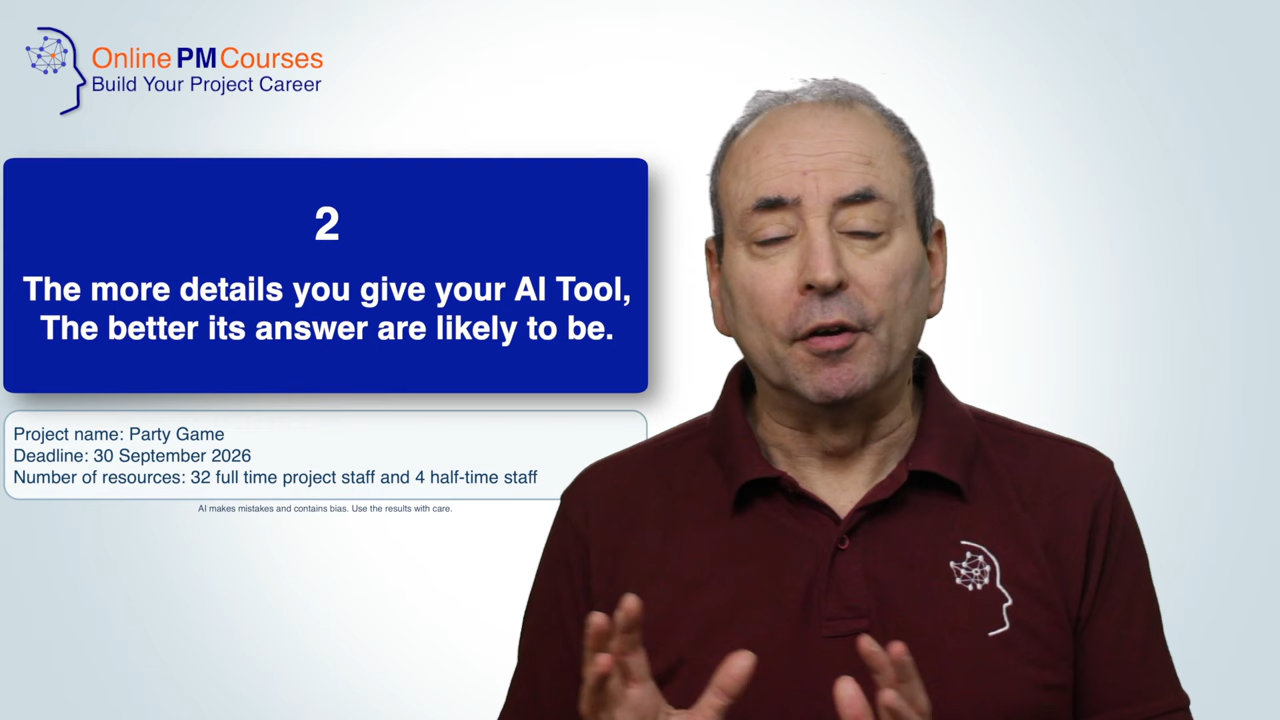 Online PM Courses
Build Your Project Career
2
The more details you give your AI Tool,
The better its answer are likely to be.
Project name: Party Game
Deadline: 30 September 2026
Number of resources: 32 full time project staff and 4 half-time staff
AI makes mistakes and contains bias. Use the results with care.